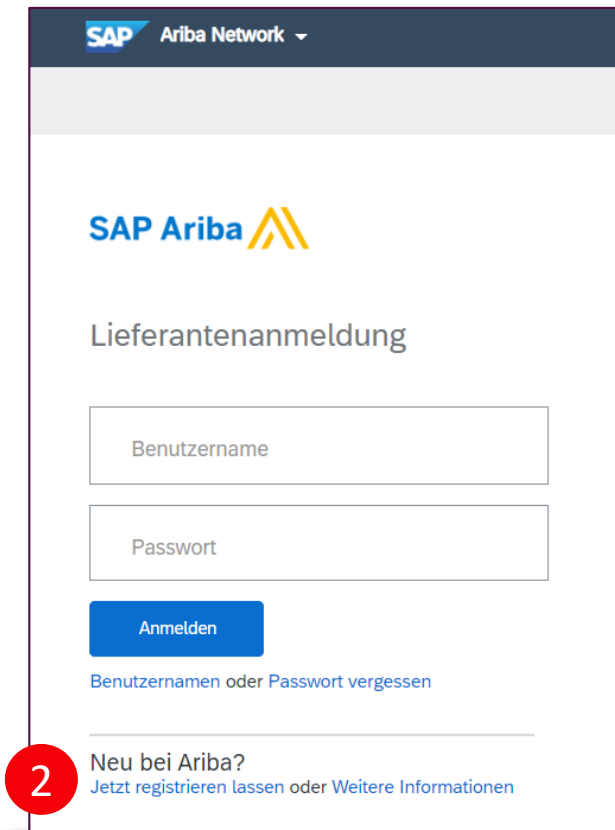 SAP Ariba Network
SAP Ariba
Lieferantenanmeldung
Benutzername
Passwort
Anmelden
Benutzernamen oder Passwort vergessen
Neu bei Ariba?
2
Jetzt registrieren lassen oder Weitere Informationen